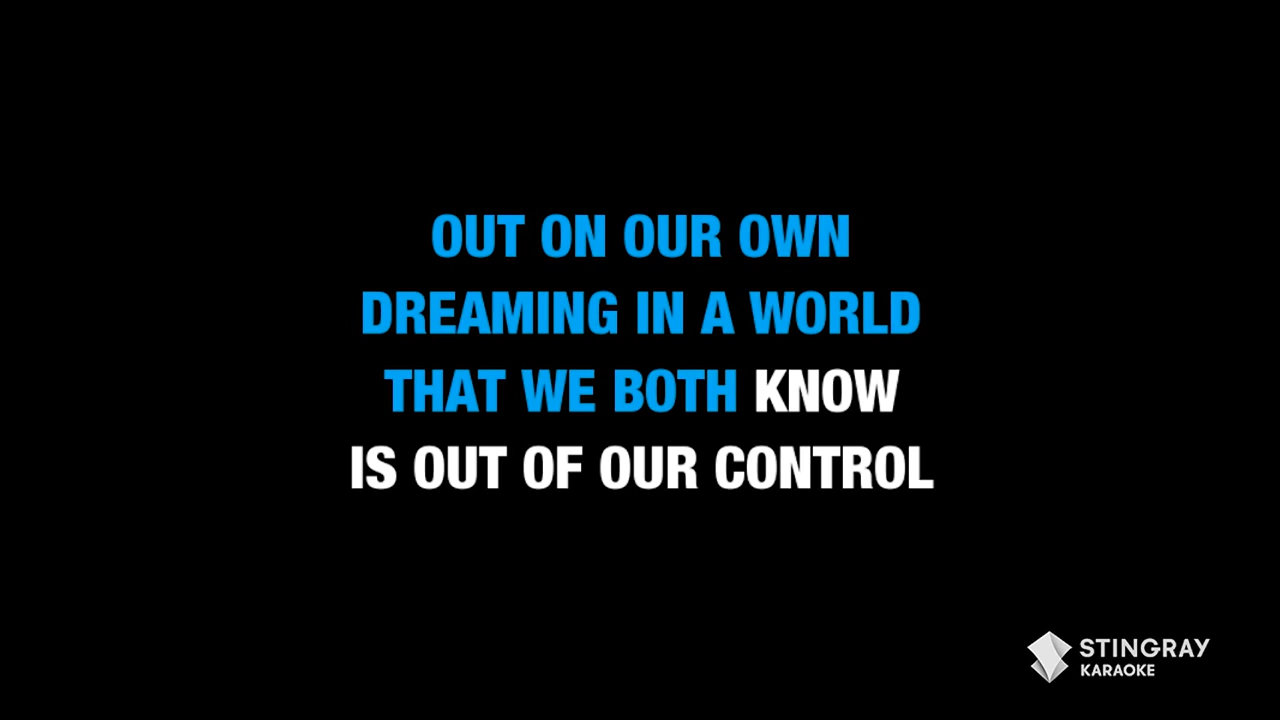 OUT ON OUR OWN
DREAMING IN A WORLD
THAT WE BOTH KNOW
IS OUT OF OUR CONTROL
STINGRAY
KARAOKE